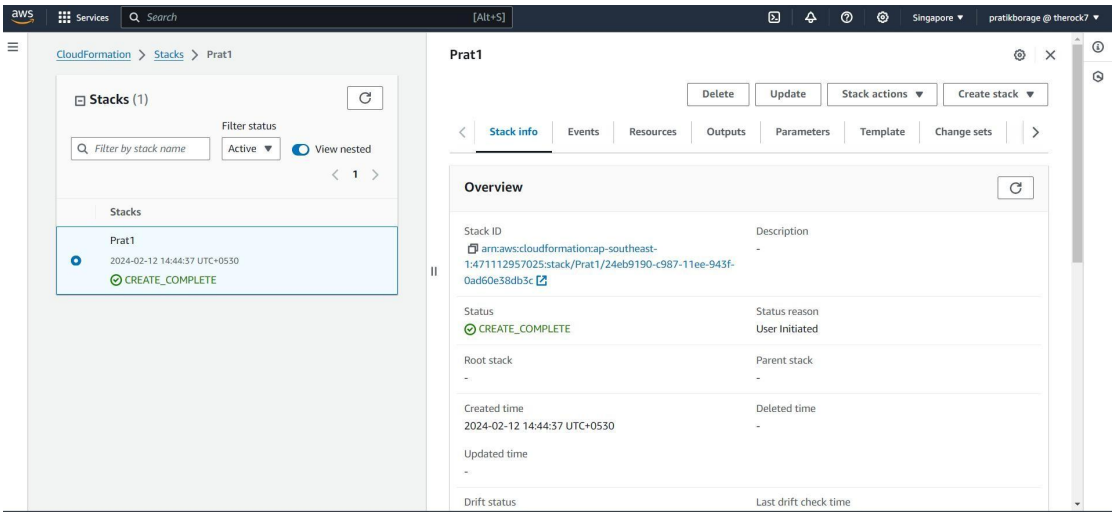 aws
Services
Search
[Alt+S]
Singapore
pratikborage @ therock7
CloudFormation > Stacks > Prat1
Stacks (1)
Filter status
Filter by stack name
Active
View nested
1
Stacks
Prat1
2024-02-12 14:44:37 UTC+0530
CREATE_COMPLETE
Prat1
Delete
Update
Stack actions
Create stack
Stack info
Events
Resources
Outputs
Parameters
Template
Change sets
Overview
Stack ID
arn:aws:cloudformation:ap-southeast-
1:471112957025:stack/Prat1/24eb9190-c987-11ee-943f-
0ad60e38db3c
Description
-
Status
CREATE_COMPLETE
Status reason
User Initiated
Root stack
-
Parent stack
-
Created time
2024-02-12 14:44:37 UTC+0530
Deleted time
-
Updated time
-
Drift status
Last drift check time